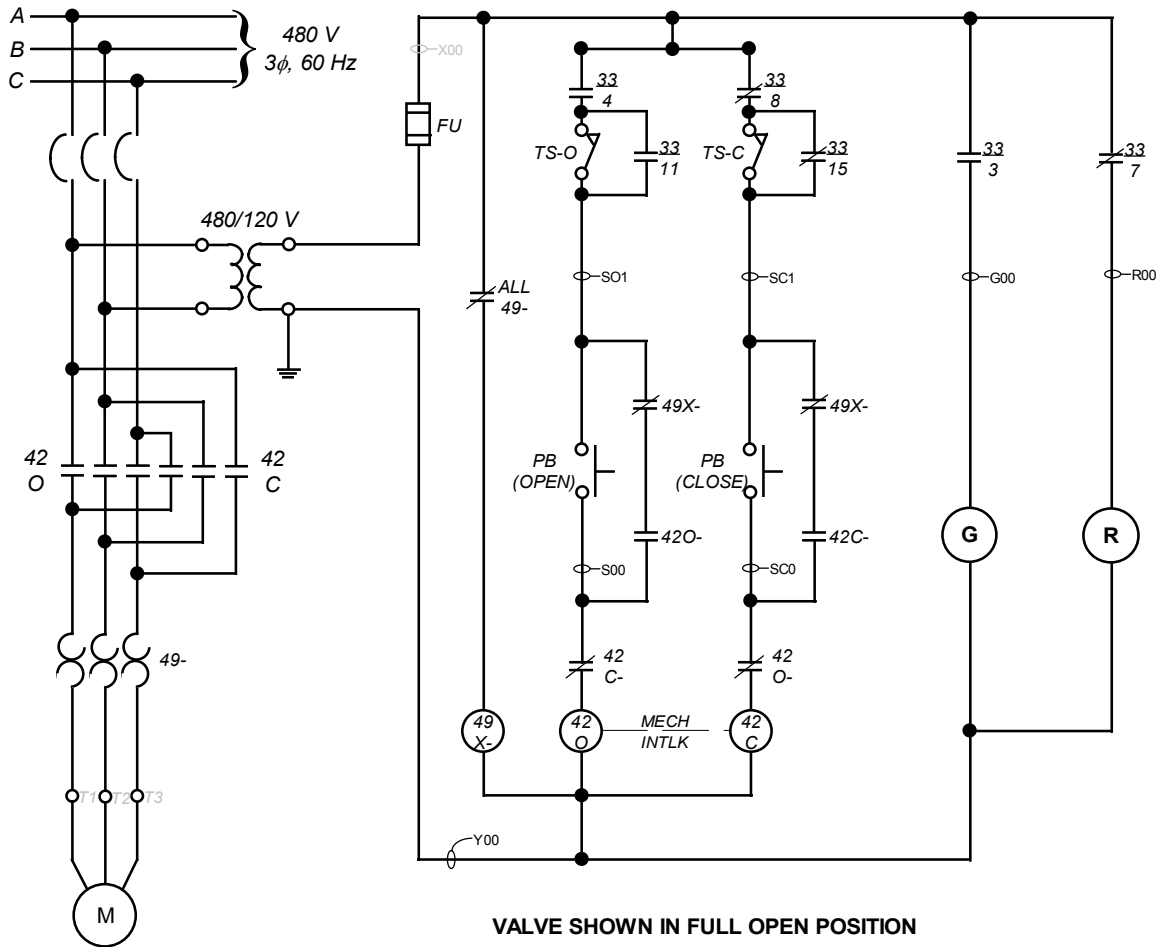 A
B
C
480 V
3ϕ, 60 Hz
X00
FU
33
4
TS-O
33
11
33
8
TS-C
33
15
33
3
33
7
480/120 V
ALL
49-
SO1
SC1
G00
R00
42
O
42
C
49X-
49X-
PB
(OPEN)
PB
(CLOSE)
42O-
42C-
G
R
S00
SC0
49-
42
C-
42
O-
49
X-
42
O
MECH
INTLK
42
C
T1
T2
T3
Y00
M
VALVE SHOWN IN FULL OPEN POSITION